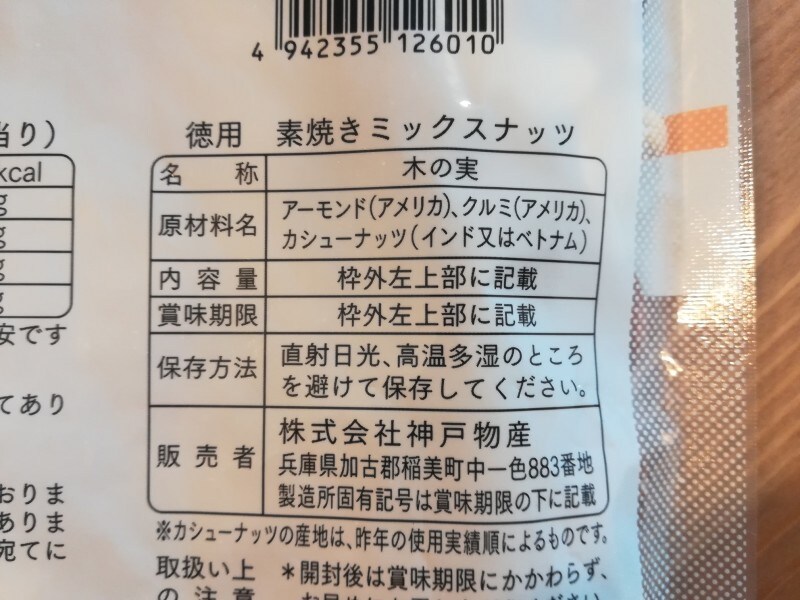 4 942355 126010
当り)
kcal
g
g
g
g
安です
てあり
おりま
ありま
宛てに
徳用 素焼きミックスナッツ
名称 木の実
原材料名 アーモンド(アメリカ)、クルミ(アメリカ)、
カシューナッツ(インド又はベトナム)
内容量 枠外左上部に記載
賞味期限 枠外左上部に記載
保存方法 直射日光、高温多湿のところ
を避けて保存してください。
販売者 株式会社神戸物産
兵庫県加古郡稲美町中一色883番地
製造所固有記号は賞味期限の下に記載
※カシューナッツの産地は、昨年の使用実績順によるものです。
取扱い上 *開封後は賞味期限にかかわらず、
の注意